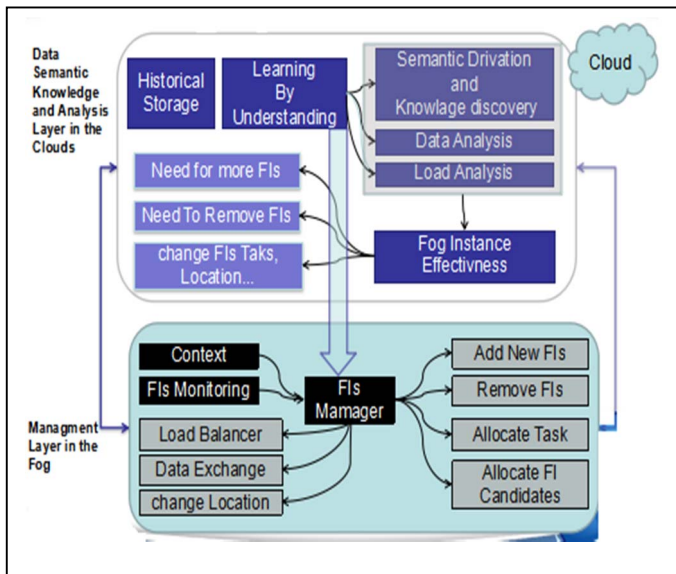 Data
Semantic
Knowledge
and Analysis
Layer in the
Clouds
Historical
Storage
Learning
By
Understanding
Semantic Drivation
and
Knowlage discovery
Data Analysis
Load Analysis
Cloud
Need for more FIs
Need To Remove FIs
change FIs Taks,
Location...
Fog Instance
Effectivness
Managment
Layer in the
Fog
Context
FIs Monitoring
FIs
Mamager
Load Balancer
Data Exchange
change Location
Add New FIs
Remove FIs
Allocate Task
Allocate FI
Candidates